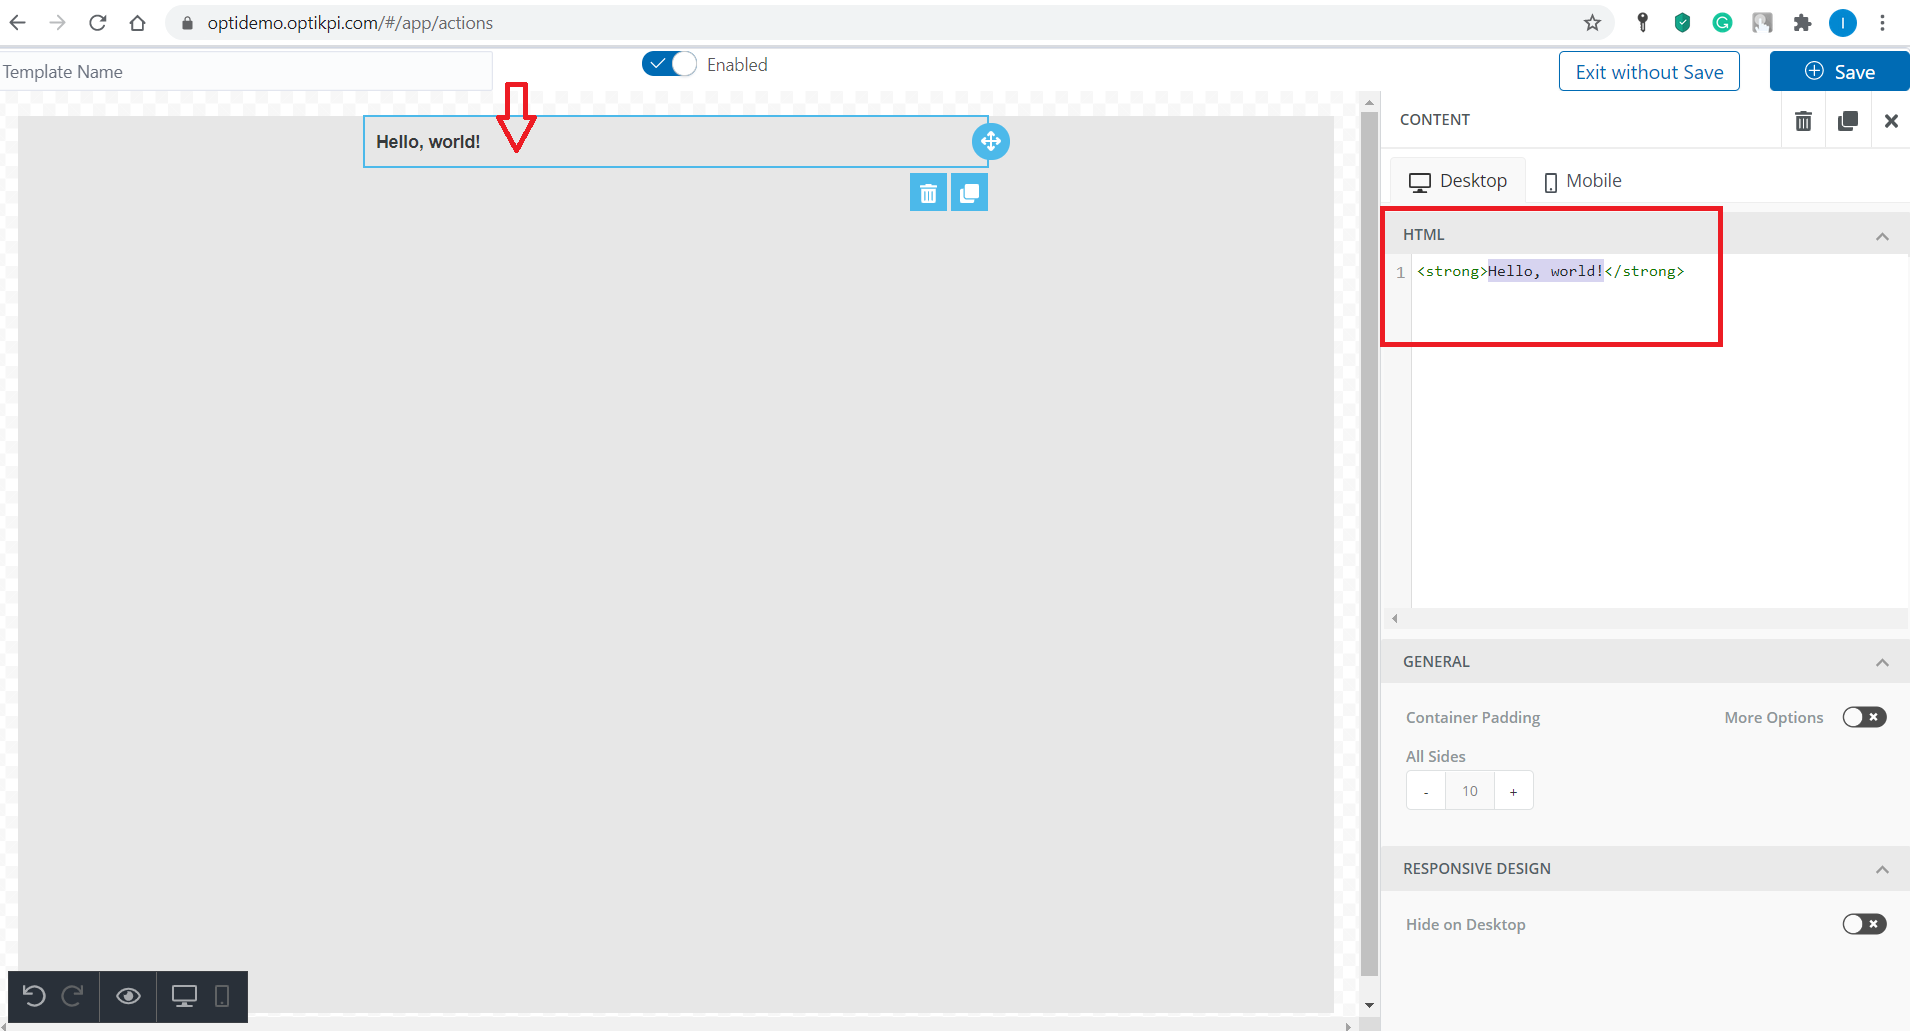 optidemo.optikpi.com/#/app/actions
I
Template Name
Enabled
Exit without Save
Save
Hello, world!
CONTENT
Desktop
Mobile
HTML
1 <strong>Hello, world!</strong>
GENERAL
Container Padding
More Options
All Sides
- 10 +
RESPONSIVE DESIGN
Hide on Desktop